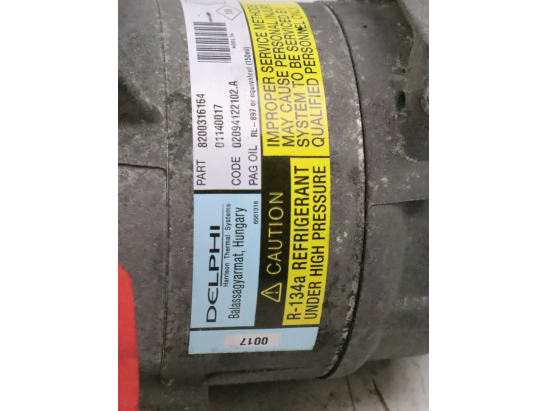 PART 8200316164
01140017
CODE 02094122102.A
PAG OIL RL-897 or equivalent (150ml)
DELPHI
Harrison Thermal Systems
Balassagyarmat, Hungary
6561318
0017
IMPROPER SERVICE METHODS
MAY CAUSE PERSONAL INJURY
SYSTEM TO BE SERVICED BY
QUALIFIED PERSONNEL ONLY
CAUTION
R-134a REFRIGERANT
UNDER HIGH PRESSURE